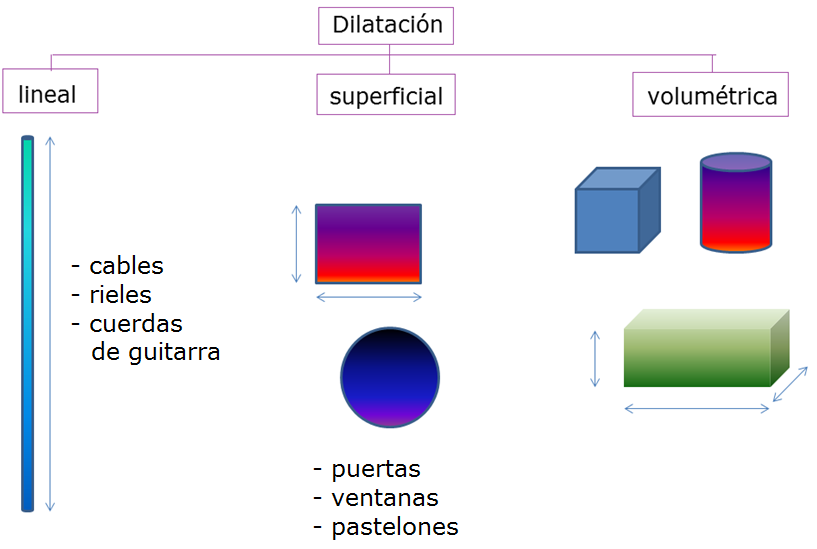 Dilatación
lineal
superficial
volumétrica
- cables
- rieles
- cuerdas
de guitarra
- puertas
- ventanas
- pastelones